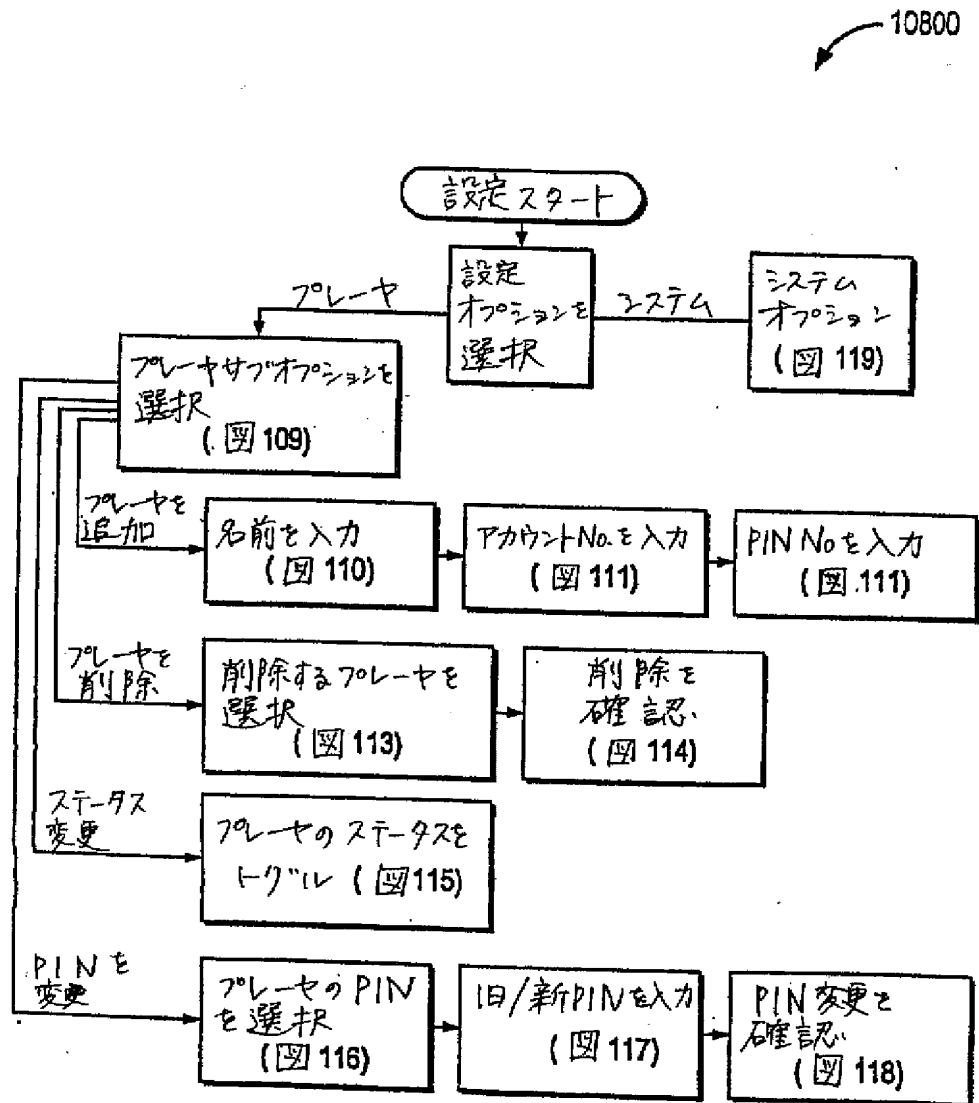 10800
設定スタート
設定
オプションを
選択
プレーヤ
システム
システム
オプション
(図 119)
プレーヤサブオプションを
選択
(図 109)
プレーヤを
追加
名前を入力
(図 110)
アカウントNo.を入力
(図 111)
PIN Noを入力
(図.111)
プレーヤを
削除
削除するプレーヤを
選択
(図 113)
削除を
確認
(図 114)
ステータス
変更
プレーヤのステータスを
トグル (図115)
PINを
変更
プレーヤのPIN
を選択
(図 116)
旧/新PINを入力
(図 117)
PIN変更を
確認
(図 118)